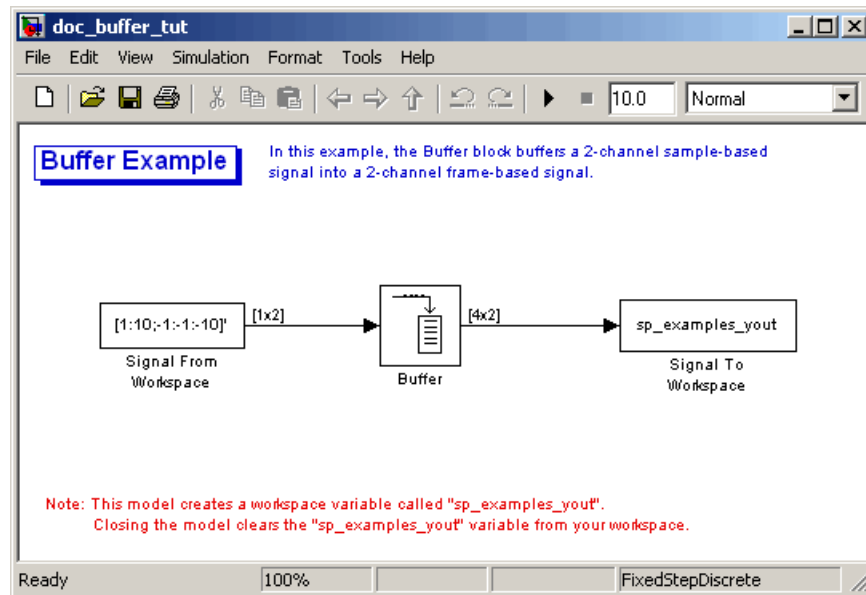 doc_buffer_tut
File Edit View Simulation Format Tools Help
10.0 Normal
Buffer Example
In this example, the Buffer block buffers a 2-channel sample-based
signal into a 2-channel frame-based signal.
[1:10;-1:-1:-10]'
[1x2]
[4x2]
sp_examples_yout
Signal From
Workspace
Buffer
Signal To
Workspace
Note: This model creates a workspace variable called "sp_examples_yout".
Closing the model clears the "sp_examples_yout" variable from your workspace.
Ready 100% FixedStepDiscrete